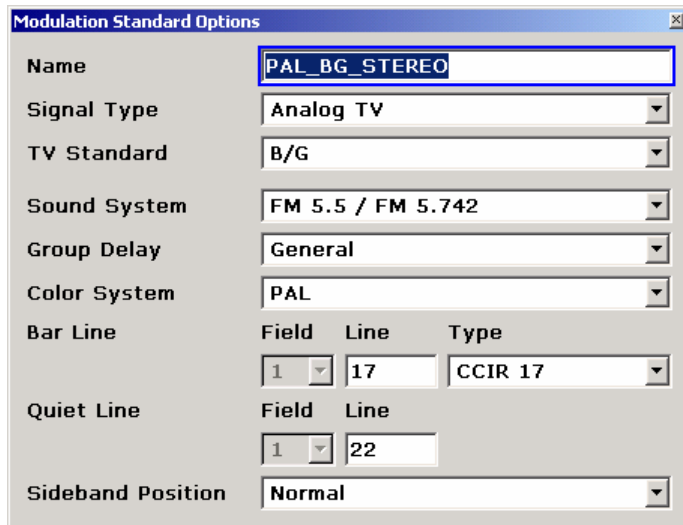 Modulation Standard Options
Name PAL_BG_STEREO
Signal Type Analog TV
TV Standard B/G
Sound System FM 5.5 / FM 5.742
Group Delay General
Color System PAL
Bar Line Field Line Type
1 17 CCIR 17
Quiet Line Field Line
1 22
Sideband Position Normal